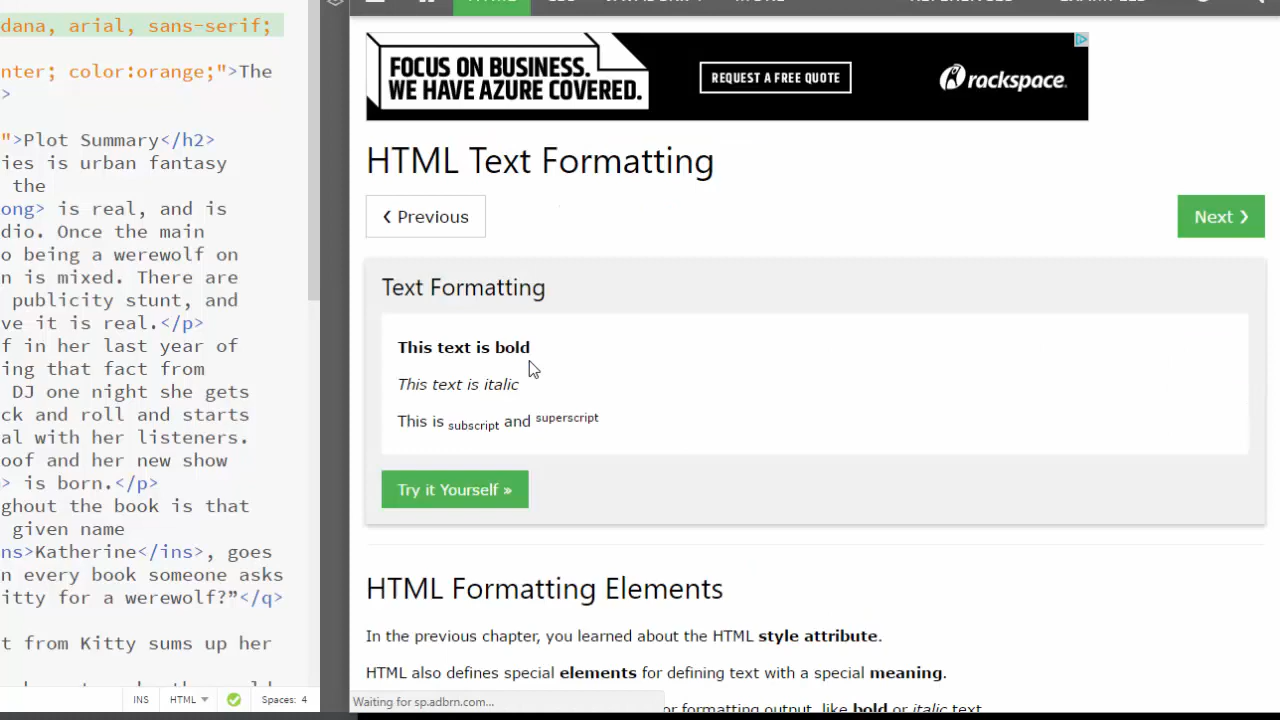 dana, arial, sans-serif;
nter; color:orange;">The
>
">Plot Summary</h2>
ies is urban fantasy
the
ong> is real, and is
dio. Once the main
o being a werewolf on
n is mixed. There are
publicity stunt, and
ve it is real.</p>
f in her last year of
ing that fact from
DJ one night she gets
ck and roll and starts
al with her listeners.
oof and her new show
> is born.</p>
ghout the book is that
given name
ns>Katherine</ins>, goes
n every book someone asks
itty for a werewolf?”</q>
t from Kitty sums up her
INS HTML Spaces: 4
FOCUS ON BUSINESS.
WE HAVE AZURE COVERED.
REQUEST A FREE QUOTE
rackspace.
HTML Text Formatting
❮ Previous
Next ❯
Text Formatting
This text is bold
This text is italic
This is subscript and superscript
Try it Yourself »
HTML Formatting Elements
In the previous chapter, you learned about the HTML style attribute.
HTML also defines special elements for defining text with a special meaning.
or formatting output, like bold or italic text.
Waiting for sp.adbrn.com...